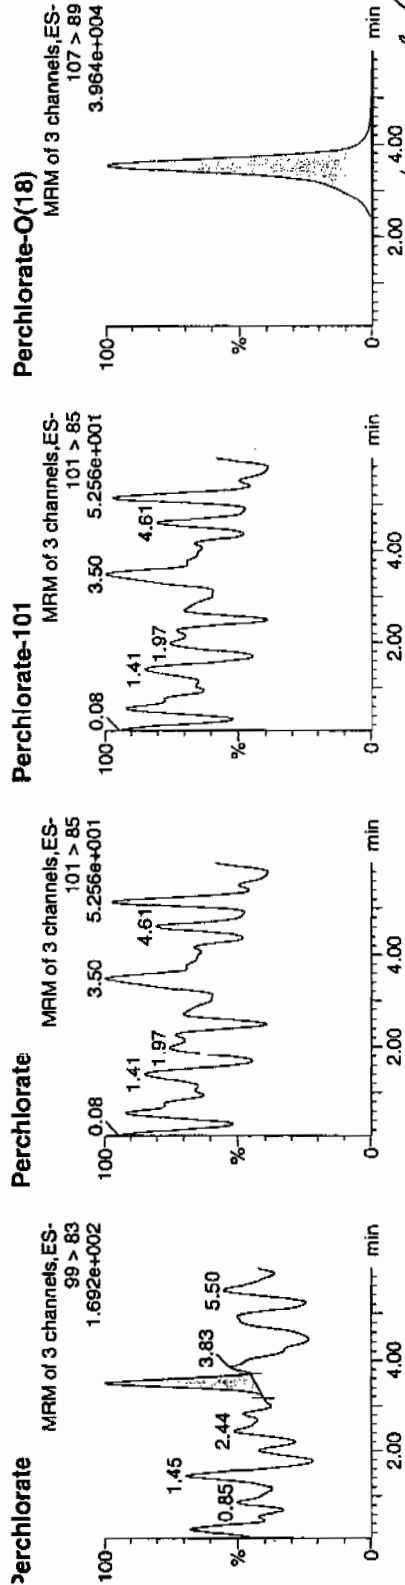 Perchlorate
MRM of 3 channels,ES-
99 > 83
1.692e+002
100
%
0
0.85
1.45
2.44
3.83
5.50
2.00
4.00
min
Perchlorate
MRM of 3 channels,ES-
101 > 85
5.256e+001
100
%
0
0.08
1.41
1.97
3.50
4.61
2.00
4.00
min
Perchlorate-101
MRM of 3 channels,ES-
101 > 85
5.256e+001
100
%
0
0.08
1.41
1.97
3.50
4.61
2.00
4.00
min
Perchlorate-O(18)
MRM of 3 channels,ES-
107 > 89
3.964e+004
100
%
0
2.00
4.00
min